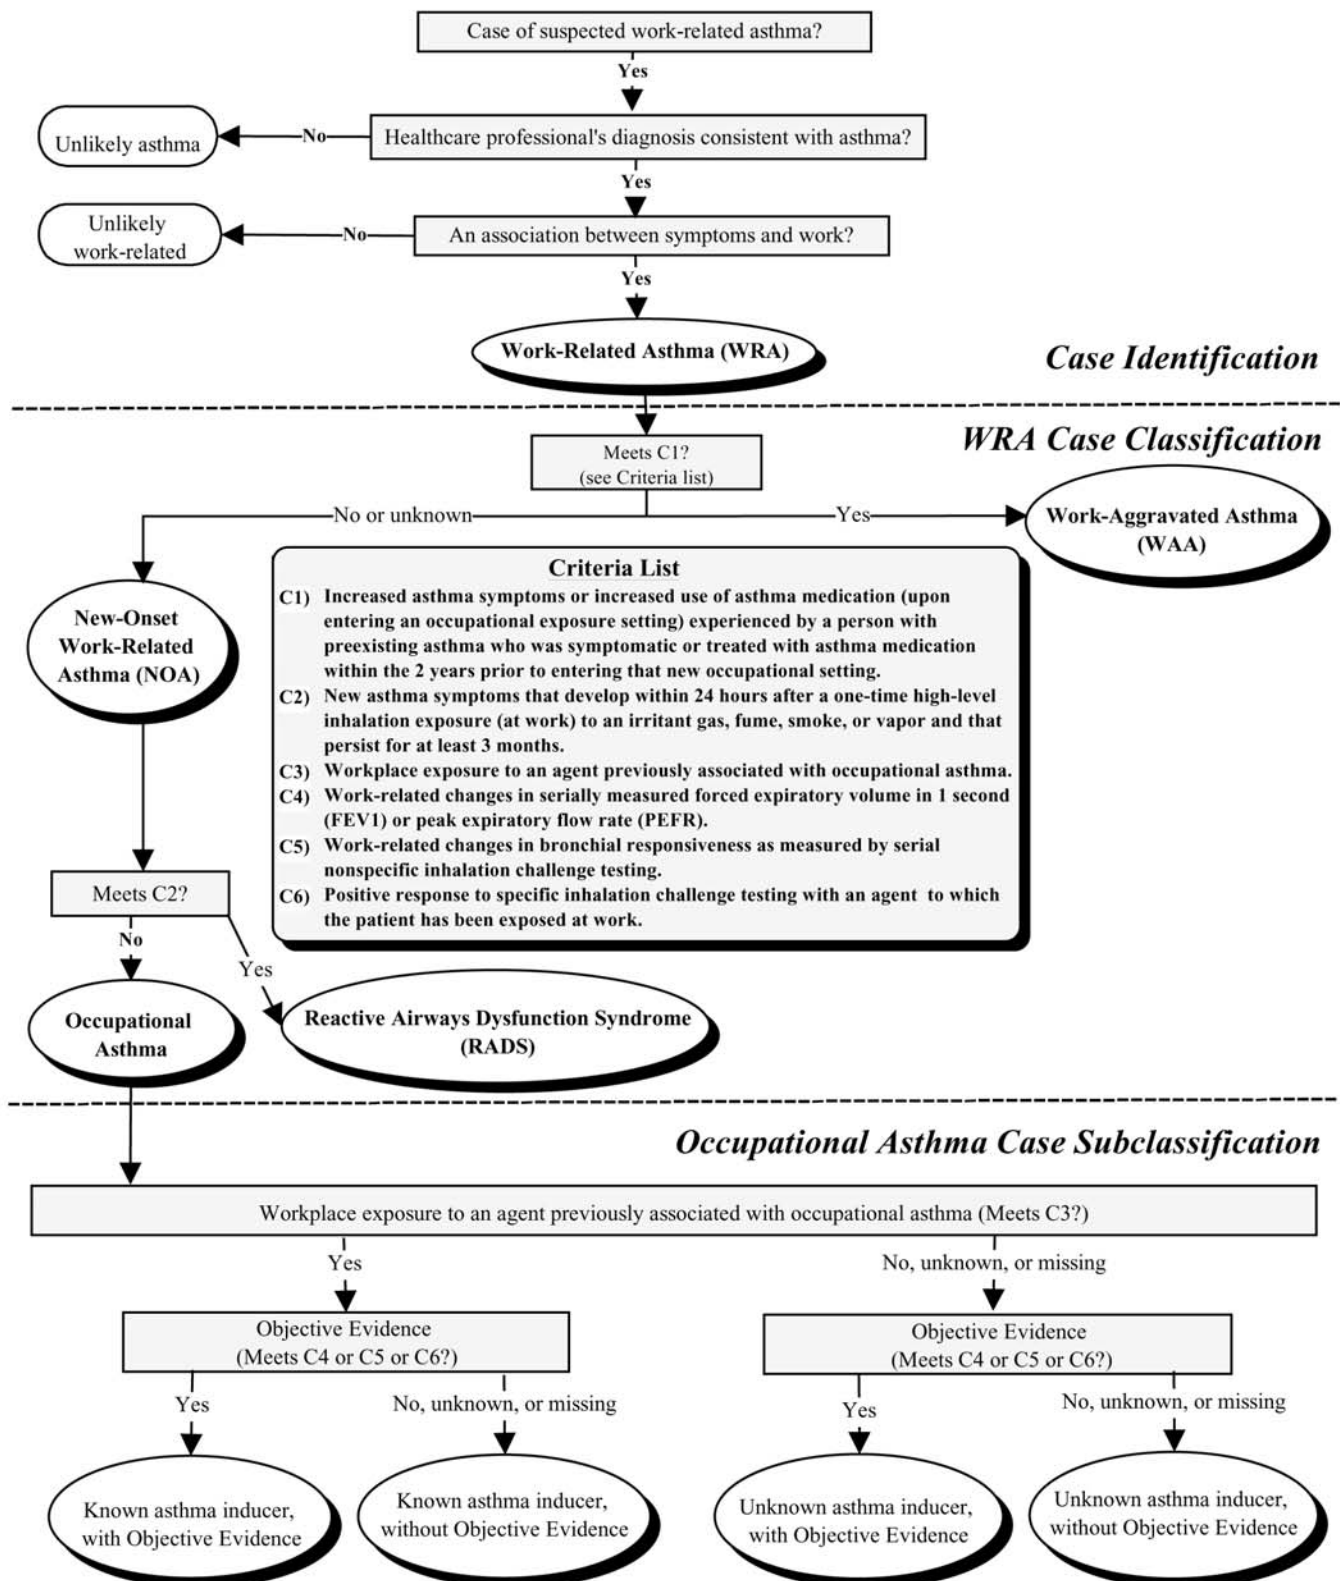 Case of suspected work-related asthma?
Yes
Healthcare professional's diagnosis consistent with asthma?
No
Unlikely asthma
Yes
An association between symptoms and work?
No
Unlikely
work-related
Yes
Work-Related Asthma (WRA)
Case Identification
WRA Case Classification
Meets C1?
(see Criteria list)
No or unknown
Yes
Work-Aggravated Asthma
(WAA)
New-Onset
Work-Related
Asthma (NOA)
Criteria List
C1) Increased asthma symptoms or increased use of asthma medication (upon
entering an occupational exposure setting) experienced by a person with
preexisting asthma who was symptomatic or treated with asthma medication
within the 2 years prior to entering that new occupational setting.
C2) New asthma symptoms that develop within 24 hours after a one-time high-level
inhalation exposure (at work) to an irritant gas, fume, smoke, or vapor and that
persist for at least 3 months.
C3) Workplace exposure to an agent previously associated with occupational asthma.
C4) Work-related changes in serially measured forced expiratory volume in 1 second
(FEV1) or peak expiratory flow rate (PEFR).
C5) Work-related changes in bronchial responsiveness as measured by serial
nonspecific inhalation challenge testing.
C6) Positive response to specific inhalation challenge testing with an agent to which
the patient has been exposed at work.
Meets C2?
No
Yes
Occupational
Asthma
Reactive Airways Dysfunction Syndrome
(RADS)
Occupational Asthma Case Subclassification
Workplace exposure to an agent previously associated with occupational asthma (Meets C3?)
Yes
No, unknown, or missing
Objective Evidence
(Meets C4 or C5 or C6?)
Objective Evidence
(Meets C4 or C5 or C6?)
Yes
No, unknown, or missing
Yes
No, unknown, or missing
Known asthma inducer,
with Objective Evidence
Known asthma inducer,
without Objective Evidence
Unknown asthma inducer,
with Objective Evidence
Unknown asthma inducer,
without Objective Evidence